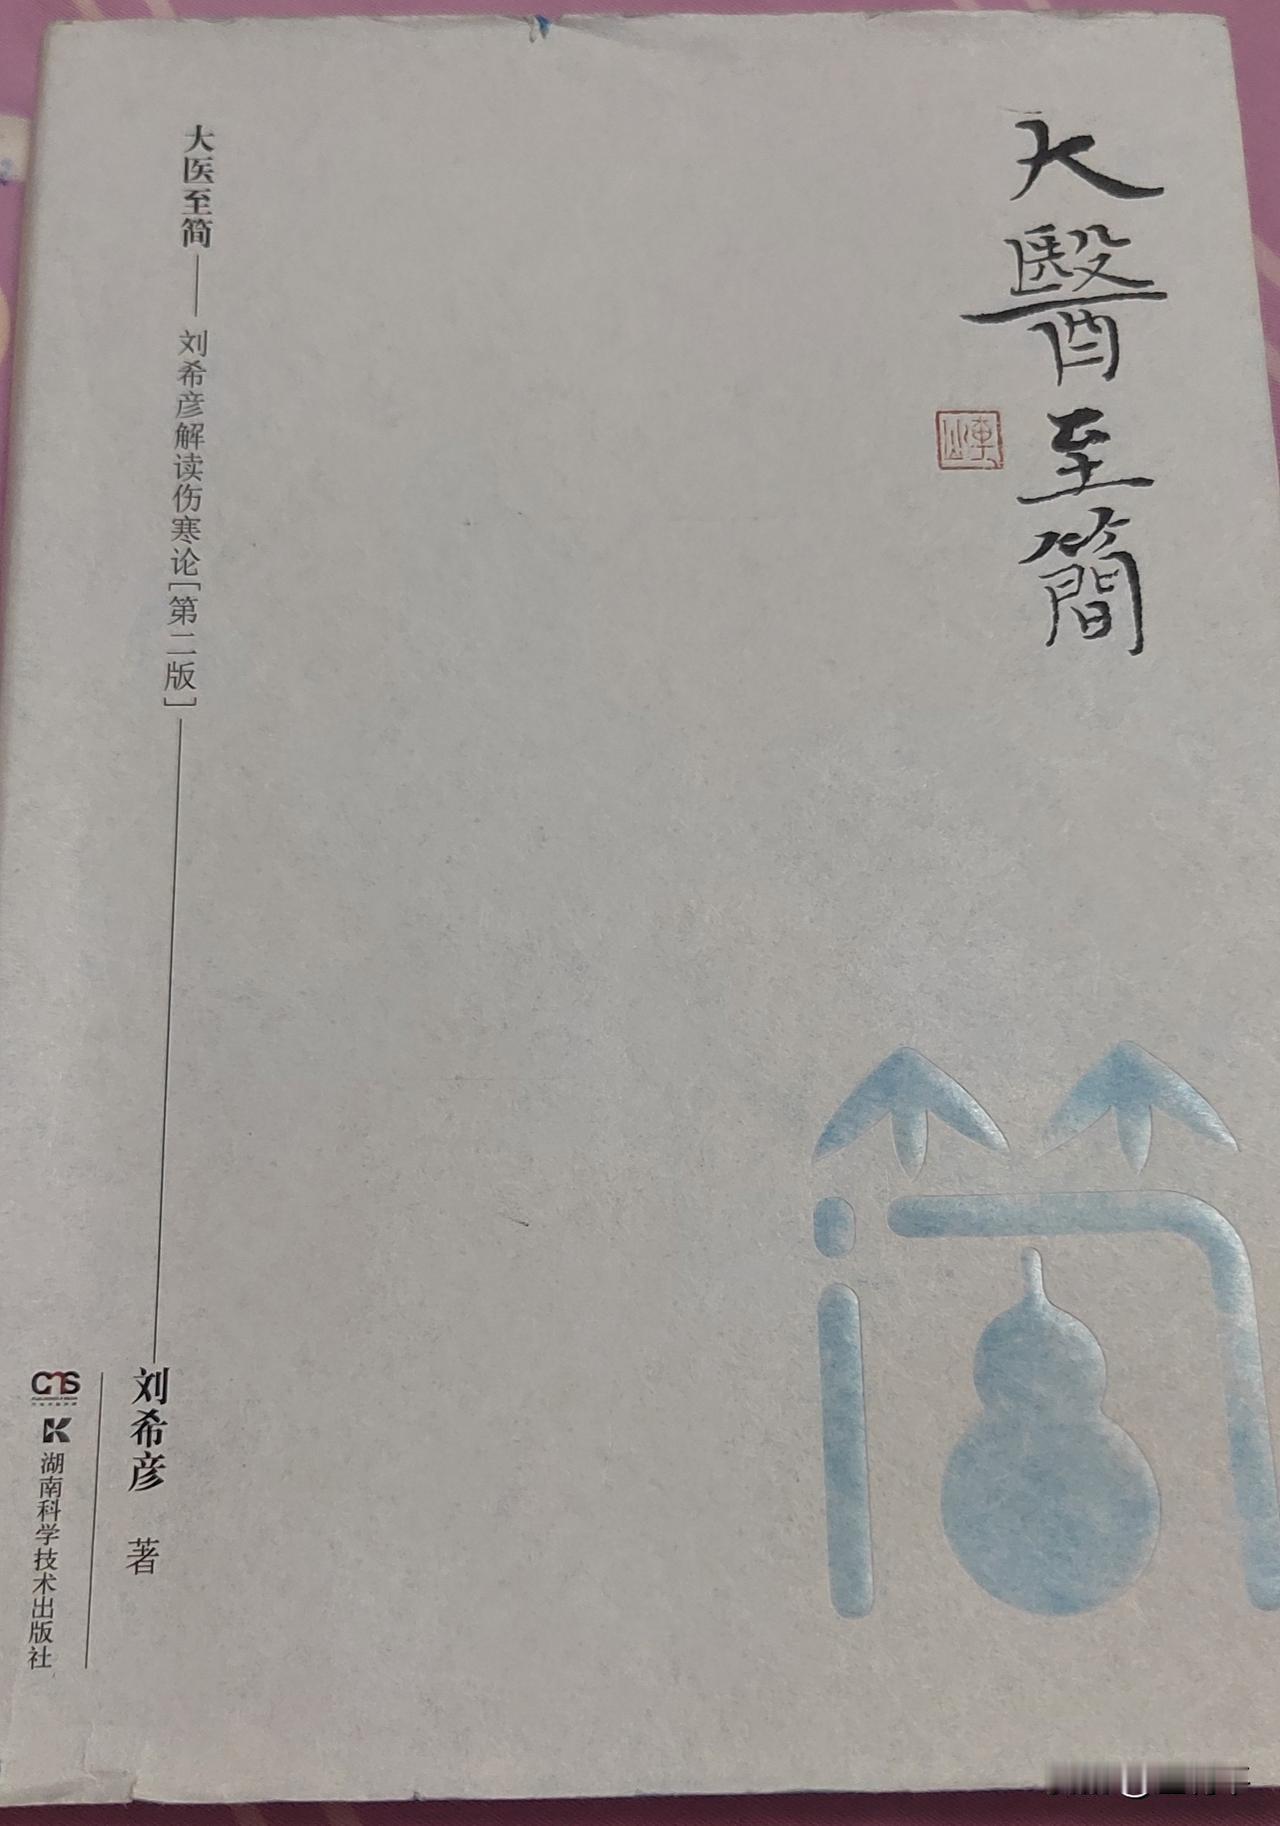 大醫至簡
大医至简——刘希彦解读伤寒论[第二版]
刘希彦 著
CNS
湖南科学技术出版社